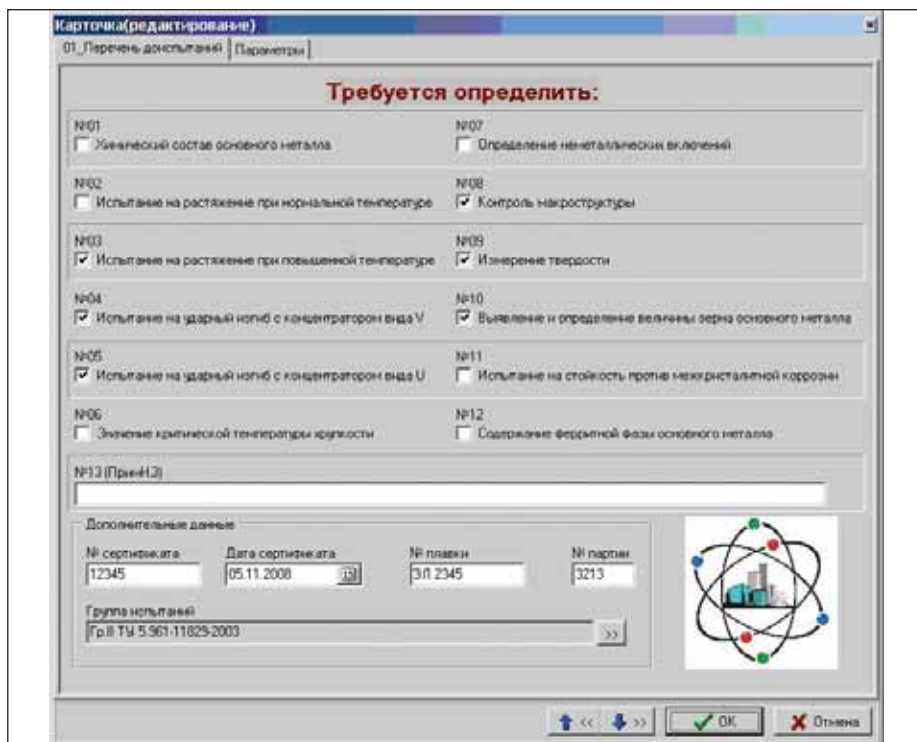 Карточка(редактирование)
01_Перечень доиспытаний
Параметры
Требуется определить:
№01
Химический состав основного металла
№07
Определение неметаллических включений
№02
Испытание на растяжение при нормальной температуре
№08
Контроль макроструктуры
№03
Испытание на растяжение при повышенной температуре
№09
Измерение твердости
№04
Испытание на ударный изгиб с концентратором вида V
№10
Выявление и определение величины зерна основного металла
№05
Испытание на ударный изгиб с концентратором вида U
№11
Испытание на стойкость против межкристалитной коррозии
№06
Значение критической температуры хрупкости
№12
Содержание ферритной фазы основного металла
№13 (Прим-Н.З)
Дополнительные данные
№ сертификата
Дата сертификата
№ плавки
№ партии
12345
05.11.2008
ЭЛ 2345
3213
Группа испытаний
Гр.II ТУ 5.961-11829-2003
>>
<< >> OK Отмена